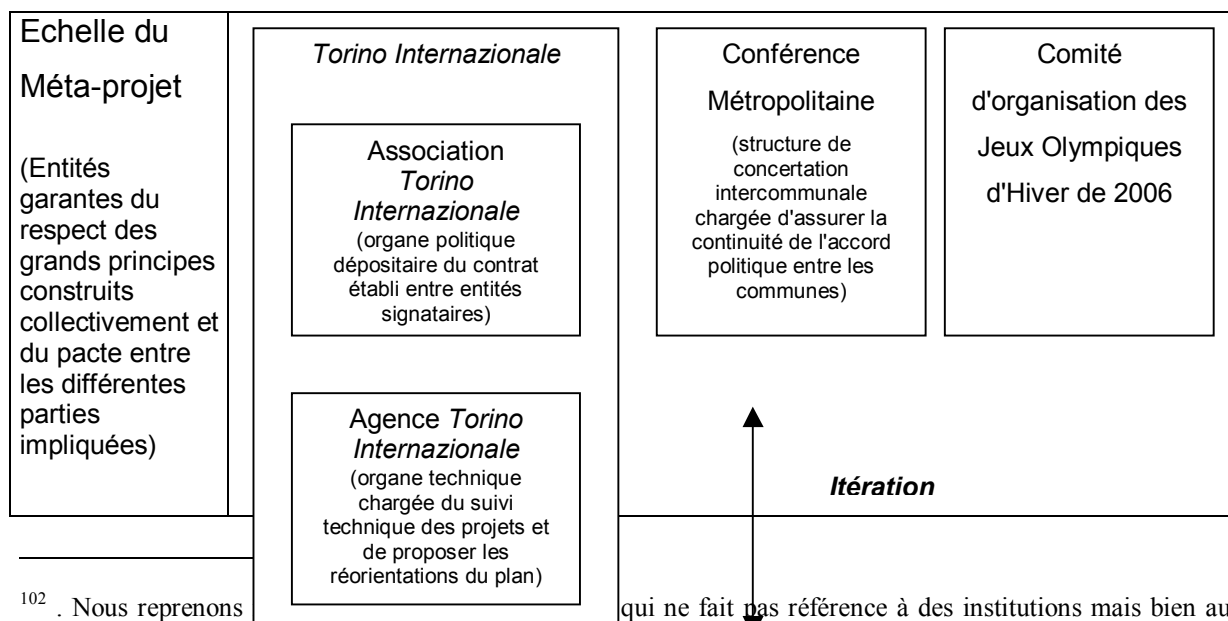 Echelle du
Méta-projet
(Entités
garantes du
respect des
grands principes
construits
collectivement et
du pacte entre
les différentes
parties
impliquées)
Torino Internazionale
Association
Torino
Internazionale
(organe politique
dépositaire du contrat
établi entre entités
signataires)
Agence Torino
Internazionale
(organe technique
chargée du suivi
technique des projets et
de proposer les
réorientations du plan)
Conférence
Métropolitaine
(structure de
concertation
intercommunale
chargée d'assurer la
continuité de l'accord
politique entre les
communes)
Comité
d'organisation des
Jeux Olympiques
d'Hiver de 2006
Itération
102 . Nous reprenons qui ne fait pas référence à des institutions mais bien au